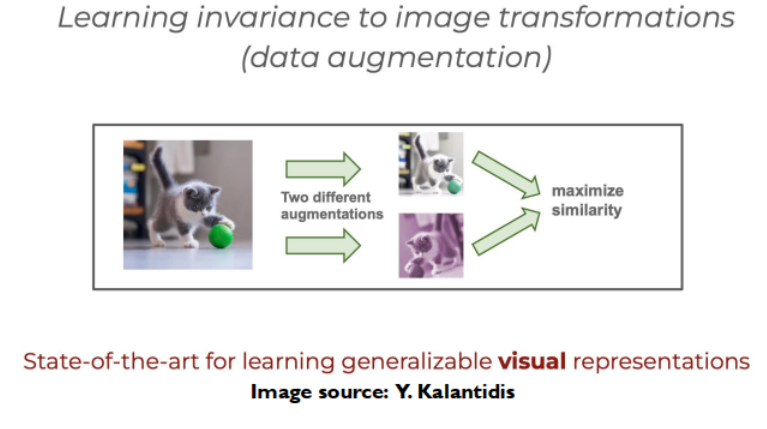 Learning invariance to image transformations
(data augmentation)
Two different
augmentations
maximize
similarity
State-of-the-art for learning generalizable visual representations
Image source: Y. Kalantidis